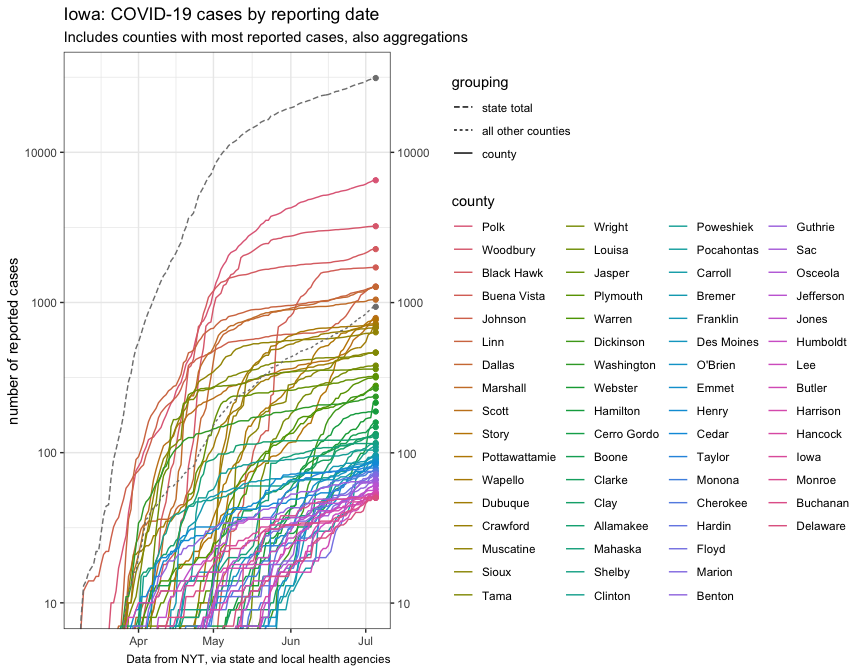 Iowa: COVID-19 cases by reporting date
Includes counties with most reported cases, also aggregations
number of reported cases
10000
1000
100
10
10000
1000
100
10
Apr
May
Jun
Jul
Data from NYT, via state and local health agencies
grouping
state total
all other counties
county
county
Polk
Woodbury
Black Hawk
Buena Vista
Johnson
Linn
Dallas
Marshall
Scott
Story
Pottawattamie
Wapello
Dubuque
Crawford
Muscatine
Sioux
Tama
Wright
Louisa
Jasper
Plymouth
Warren
Dickinson
Washington
Webster
Hamilton
Cerro Gordo
Boone
Clarke
Clay
Allamakee
Mahaska
Shelby
Clinton
Poweshiek
Pocahontas
Carroll
Bremer
Franklin
Des Moines
O'Brien
Emmet
Henry
Cedar
Taylor
Monona
Cherokee
Hardin
Floyd
Marion
Benton
Guthrie
Sac
Osceola
Jefferson
Jones
Humboldt
Lee
Butler
Harrison
Hancock
Iowa
Monroe
Buchanan
Delaware